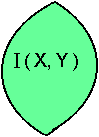 I ( X, Y )